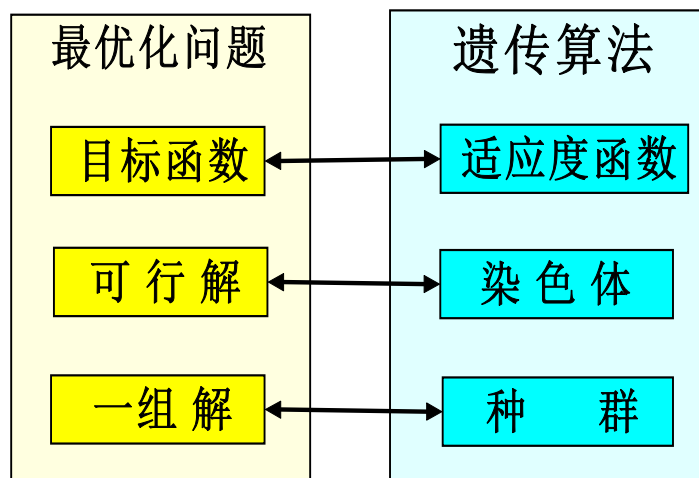 最优化问题
遗传算法
目标函数
适应度函数
可行解
染色体
一组解
种 群